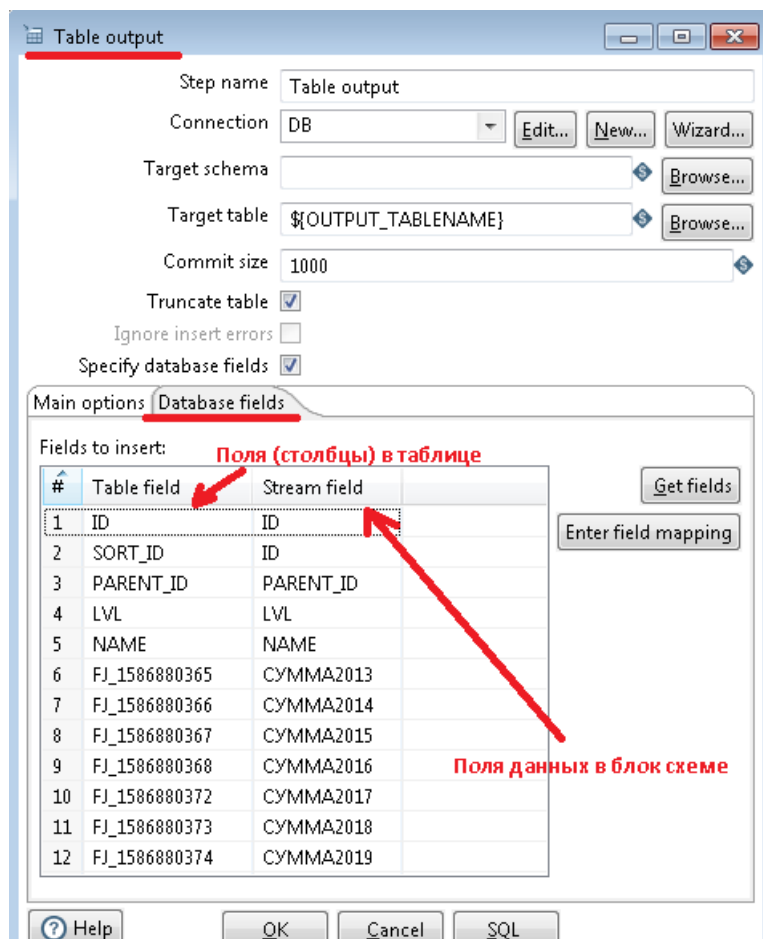 Table output
Step name Table output
Connection DB Edit... New... Wizard...
Target schema Browse...
Target table ${OUTPUT_TABLENAME} Browse...
Commit size 1000
Truncate table
Ignore insert errors
Specify database fields
Main options Database fields
Fields to insert:
Поля (столбцы) в таблице
# Table field Stream field Get fields
1 ID ID
Enter field mapping
2 SORT_ID ID
3 PARENT_ID PARENT_ID
4 LVL LVL
5 NAME NAME
6 FJ_1586880365 СУММА2013
7 FJ_1586880366 СУММА2014
8 FJ_1586880367 СУММА2015
9 FJ_1586880368 СУММА2016
Поля данных в блок схеме
10 FJ_1586880372 СУММА2017
11 FJ_1586880373 СУММА2018
12 FJ_1586880374 СУММА2019
Help OK Cancel SQL